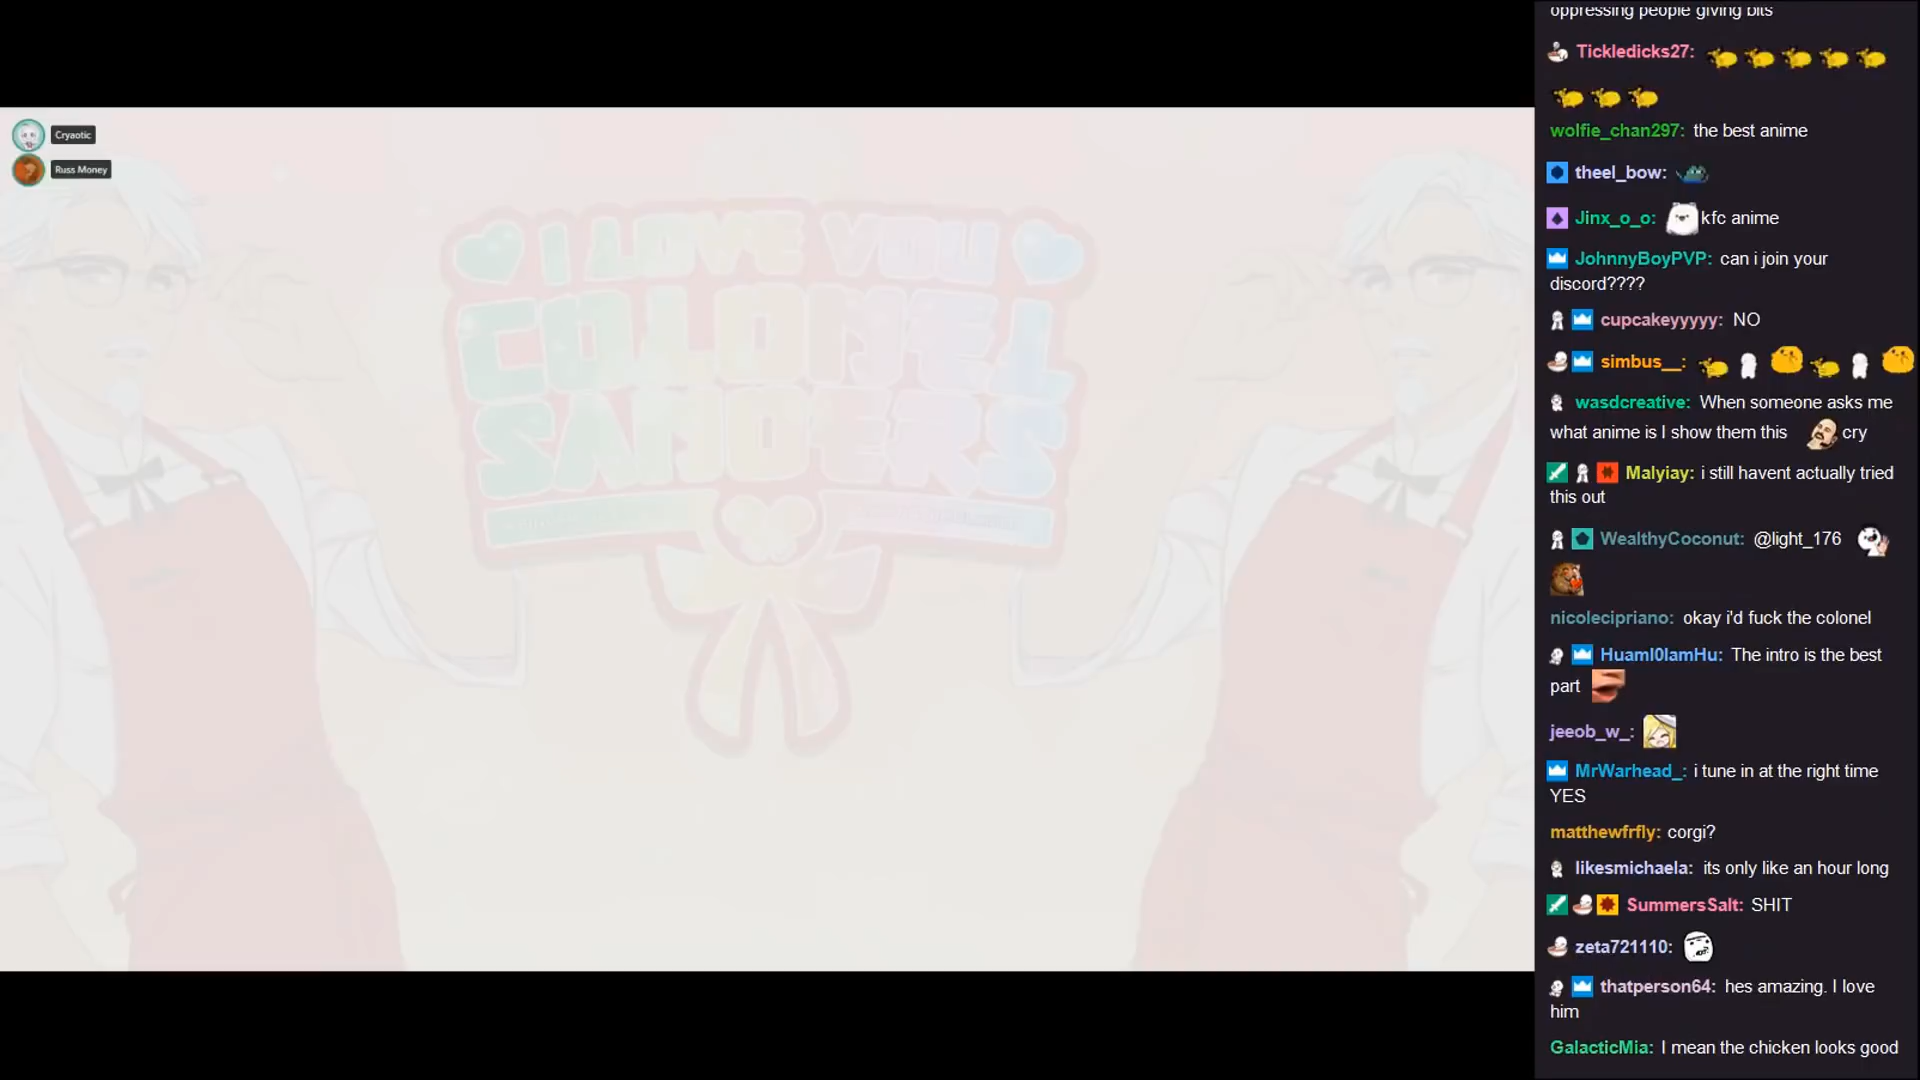 Cryaotic
Russ Money
I LOVE YOU
COLONEL
SANDERS
oppressing people giving bits
Tickledicks27:
wolfie_chan297: the best anime
theel_bow:
Jinx_o_o: kfc anime
JohnnyBoyPVP: can i join your
discord????
cupcakeyyyyy: NO
simbus__:
wasdcreative: When someone asks me
what anime is I show them this cry
Malyiay: i still havent actually tried
this out
WealthyCoconut: @light_176
nicolecipriano: okay i'd fuck the colonel
HuamI0IamHu: The intro is the best
part
jeeob_w_:
MrWarhead_: i tune in at the right time
YES
matthewfrfly: corgi?
likesmichaela: its only like an hour long
SummersSalt: SHIT
zeta721110:
thatperson64: hes amazing. I love
him
GalacticMia: I mean the chicken looks good